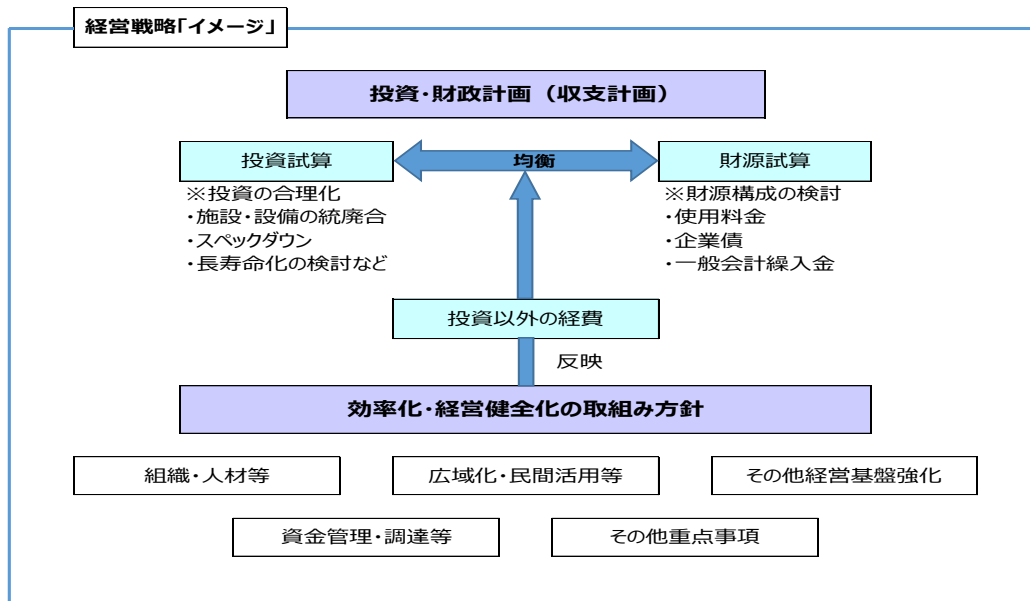 経営戦略「イメージ」
投資・財政計画（収支計画）
投資試算
均衡
財源試算
※投資の合理化
・施設・設備の統廃合
・スペックダウン
・長寿命化の検討など
※財源構成の検討
・使用料金
・企業債
・一般会計繰入金
投資以外の経費
反映
効率化・経営健全化の取組み方針
組織・人材等
広域化・民間活用等
その他経営基盤強化
資金管理・調達等
その他重点事項